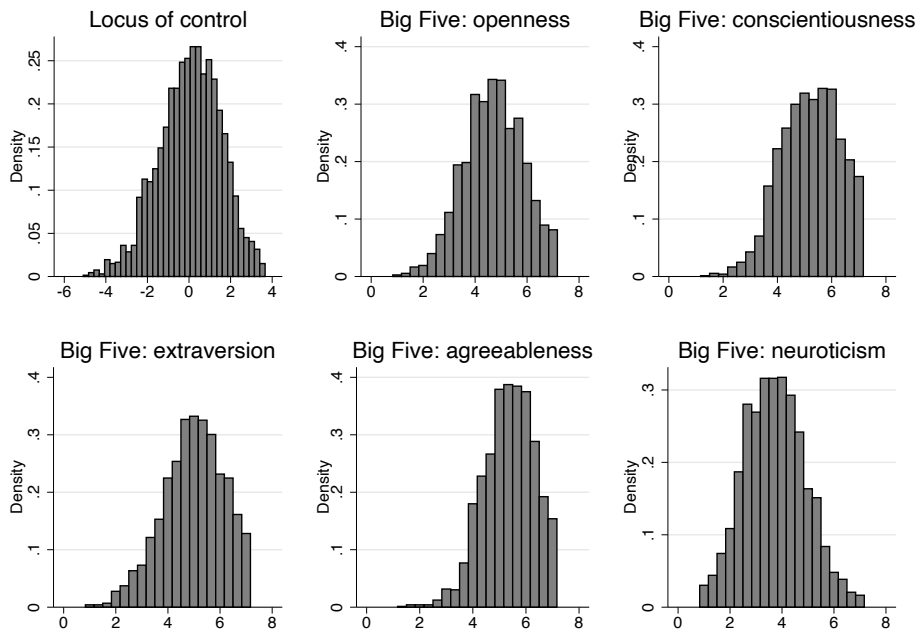 Locus of control
Density
0 .05 .1 .15 .2 .25
-6 -4 -2 0 2 4
Big Five: openness
Density
0 .1 .2 .3 .4
0 2 4 6 8
Big Five: conscientiousness
Density
0 .1 .2 .3 .4
0 2 4 6 8
Big Five: extraversion
Density
0 .1 .2 .3 .4
0 2 4 6 8
Big Five: agreeableness
Density
0 .1 .2 .3 .4
0 2 4 6 8
Big Five: neuroticism
Density
0 .1 .2 .3
0 2 4 6 8